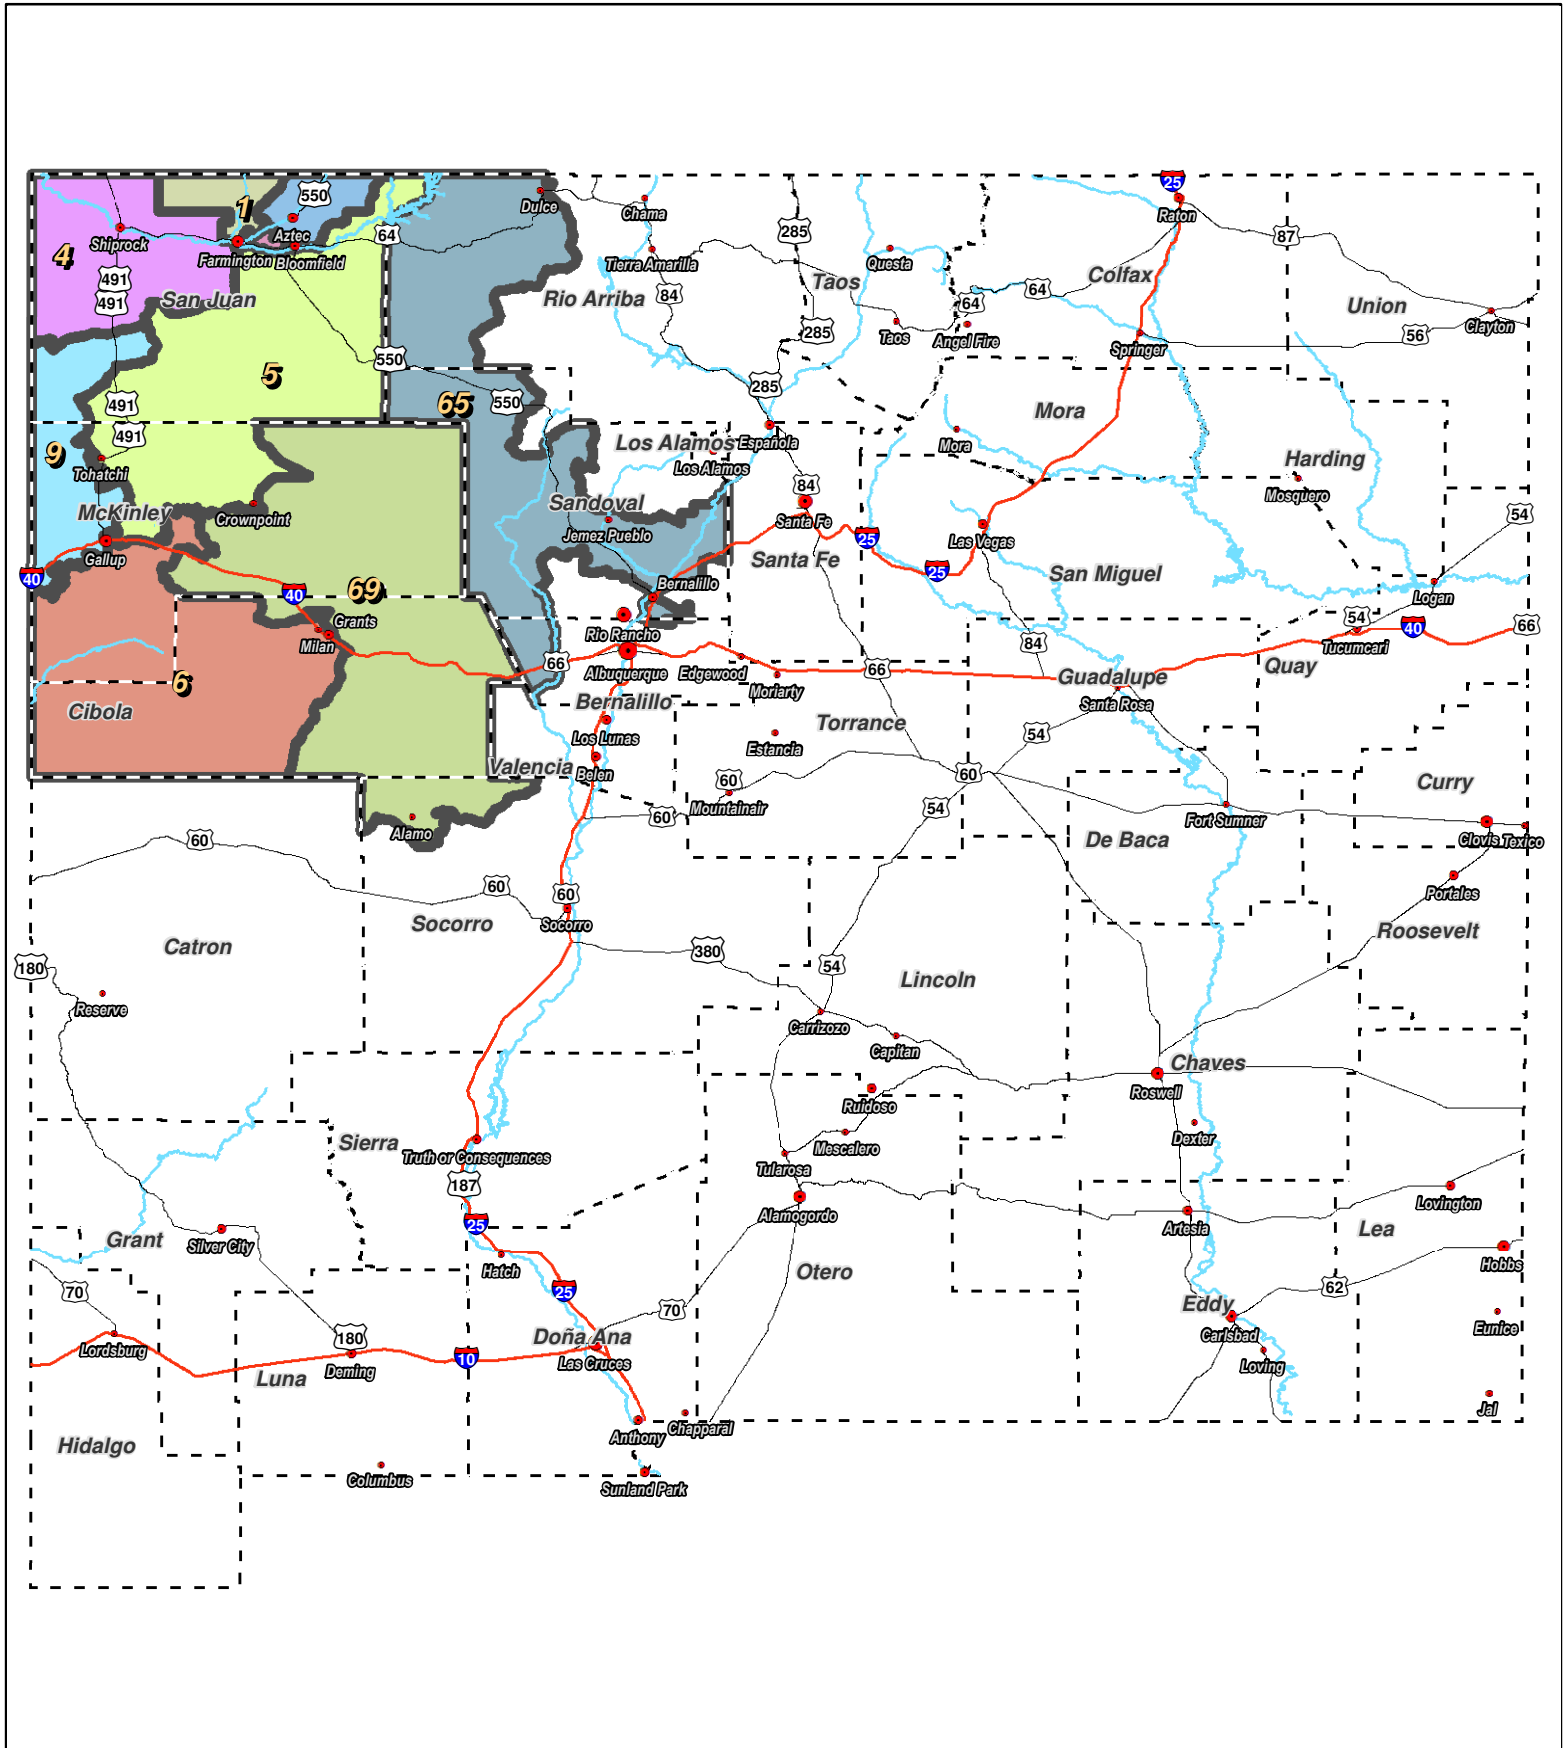 25
Raton
550
1
Dulce
Chama
Aztec
64
285
87
Shiprock
4
Farmington
Bloomfield
Tierra Amarilla
Questa
491
491
San Juan
Rio Arriba
84
Taos
64
64
Colfax
Union
285
Taos
Angel Fire
Springer
56
Clayton
550
5
285
491
65
550
Mora
491
9
Tohatchi
Los Alamos
Española
Los Alamos
Mora
Harding
84
Mosquero
McKinley
Crownpoint
Sandoval
Jemez Pueblo
Santa Fe
Las Vegas
54
Gallup
25
Santa Fe
25
San Miguel
40
40
69
Bernalillo
Logan
Grants
Milan
Rio Rancho
54
40
66
84
Tucumcari
66
Albuquerque
Edgewood
66
Quay
6
Moriarty
Guadalupe
Cibola
Bernalillo
Santa Rosa
Los Lunas
Torrance
54
Estancia
Valencia
Belen
60
60
Curry
Mountainair
54
60
Fort Sumner
Alamo
60
De Baca
Clovis
Texico
60
60
Portales
Socorro
Socorro
Roosevelt
Catron
380
180
54
Lincoln
Reserve
Carrizozo
Capitan
Chaves
Roswell
Ruidoso
Dexter
Sierra
Mescalero
Truth or Consequences
Tularosa
187
Lovington
Alamogordo
25
Artesia
Lea
Grant
Silver City
Hatch
Otero
Hobbs
70
25
62
70
Eddy
Lordsburg
180
Doña Ana
Carlsbad
Eunice
10
Las Cruces
Loving
Luna
Deming
Jal
Chapparal
Anthony
Hidalgo
Columbus
Sunland Park